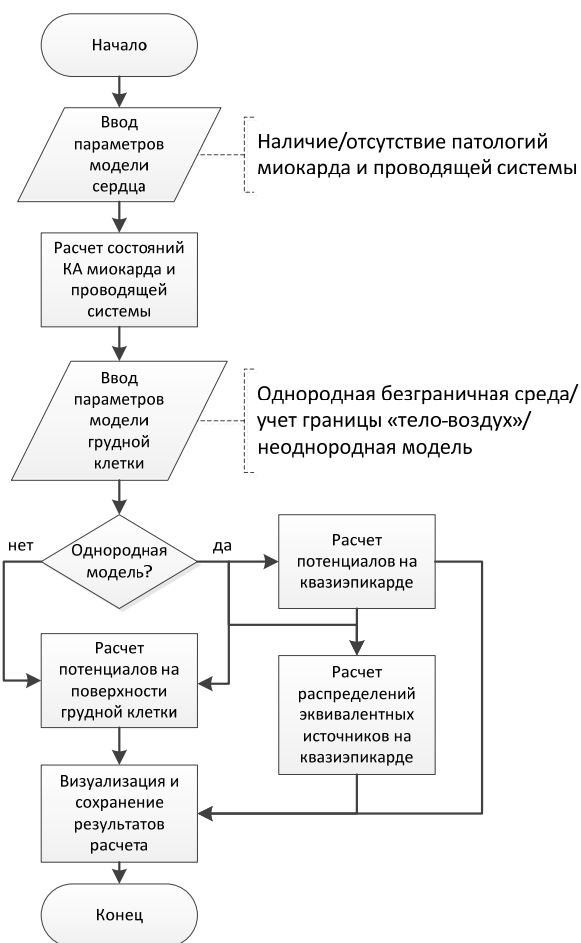 Начало
Ввод
параметров
модели
сердца
Наличие/отсутствие патологий
миокарда и проводящей системы
Расчет состояний
КА миокарда и
проводящей
системы
Ввод
параметров
модели
грудной
клетки
Однородная безграничная среда/
учет границы «тело-воздух»/
неоднородная модель
нет
Однородная
модель?
да
Расчет
потенциалов на
квазиэпикарде
Расчет
потенциалов на
поверхности
грудной клетки
Расчет
распределений
эквивалентных
источников на
квазиэпикарде
Визуализация и
сохранение
результатов
расчета
Конец